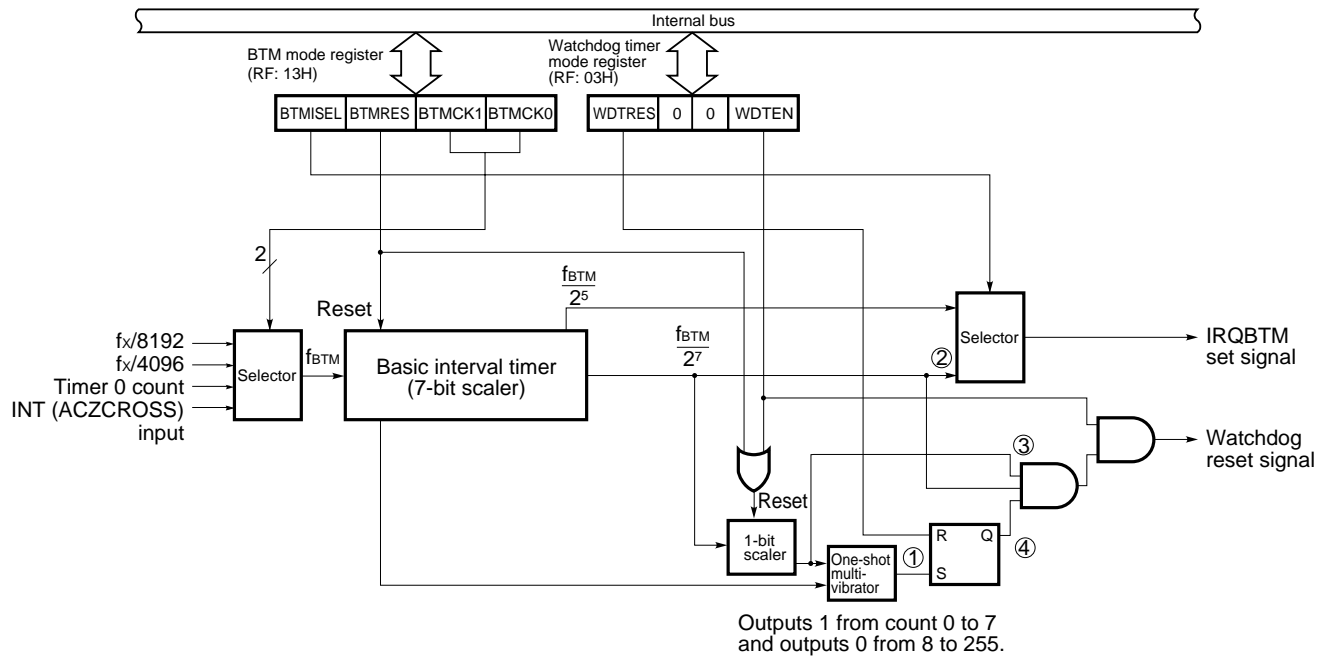 Internal bus
BTM mode register
(RF: 13H)
Watchdog timer
mode register
(RF: 03H)
BTMISEL BTMRES BTMCK1 BTMCK0
WDTRES 0 0 WDTEN
2
Reset
fBTM
2⁵
fBTM
2⁷
fX/8192
fX/4096
Timer 0 count
INT (ACZCROSS)
input
Selector
fBTM
Basic interval timer
(7-bit scaler)
Selector
②
IRQBTM
set signal
③
Watchdog
reset signal
Reset
1-bit
scaler
One-shot
multi-
vibrator
①
R Q
S
④
Outputs 1 from count 0 to 7
and outputs 0 from 8 to 255.